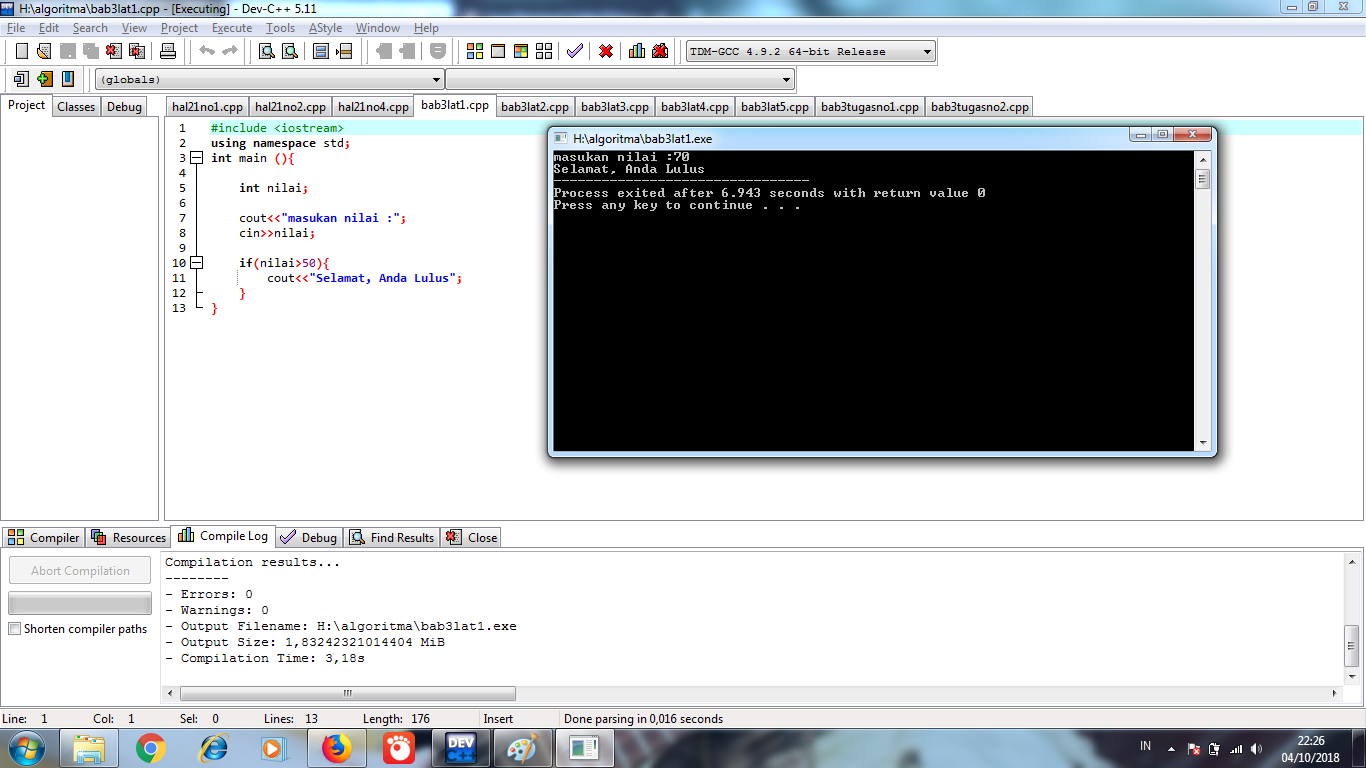 H:\algoritma\bab3lat1.cpp - [Executing] - Dev-C++ 5.11
File Edit Search View Project Execute Tools AStyle Window Help
TDM-GCC 4.9.2 64-bit Release
(globals)
Project Classes Debug
hal21no1.cpp hal21no2.cpp hal21no4.cpp bab3lat1.cpp bab3lat2.cpp bab3lat3.cpp bab3lat4.cpp bab3lat5.cpp bab3tugasno1.cpp bab3tugasno2.cpp
1 #include <iostream>
2 using namespace std;
3 int main (){
4
5 int nilai;
6
7 cout<<"masukan nilai :";
8 cin>>nilai;
9
10 if(nilai>50){
11 cout<<"Selamat, Anda Lulus";
12 }
13 }
H:\algoritma\bab3lat1.exe
masukan nilai :70
Selamat, Anda Lulus
--------------------------------
Process exited after 6.943 seconds with return value 0
Press any key to continue . . .
Compiler Resources Compile Log Debug Find Results Close
Abort Compilation
Shorten compiler paths
Compilation results...
--------
- Errors: 0
- Warnings: 0
- Output Filename: H:\algoritma\bab3lat1.exe
- Output Size: 1,83242321014404 MiB
- Compilation Time: 3,18s
Line: 1 Col: 1 Sel: 0 Lines: 13 Length: 176 Insert Done parsing in 0,016 seconds
DEV C++
IN
22:26
04/10/2018